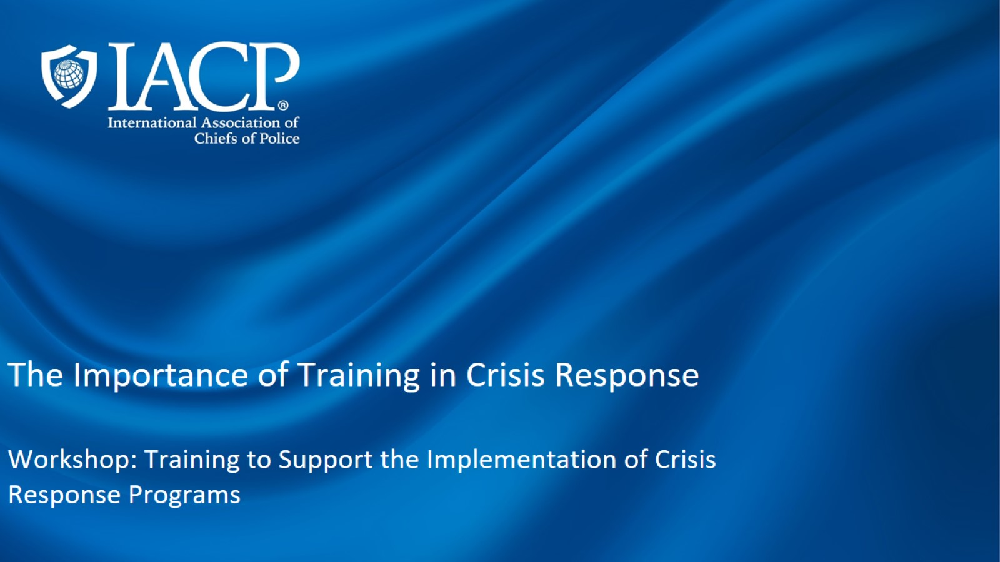 IACP®
International Association of
Chiefs of Police
The Importance of Training in Crisis Response
Workshop: Training to Support the Implementation of Crisis
Response Programs